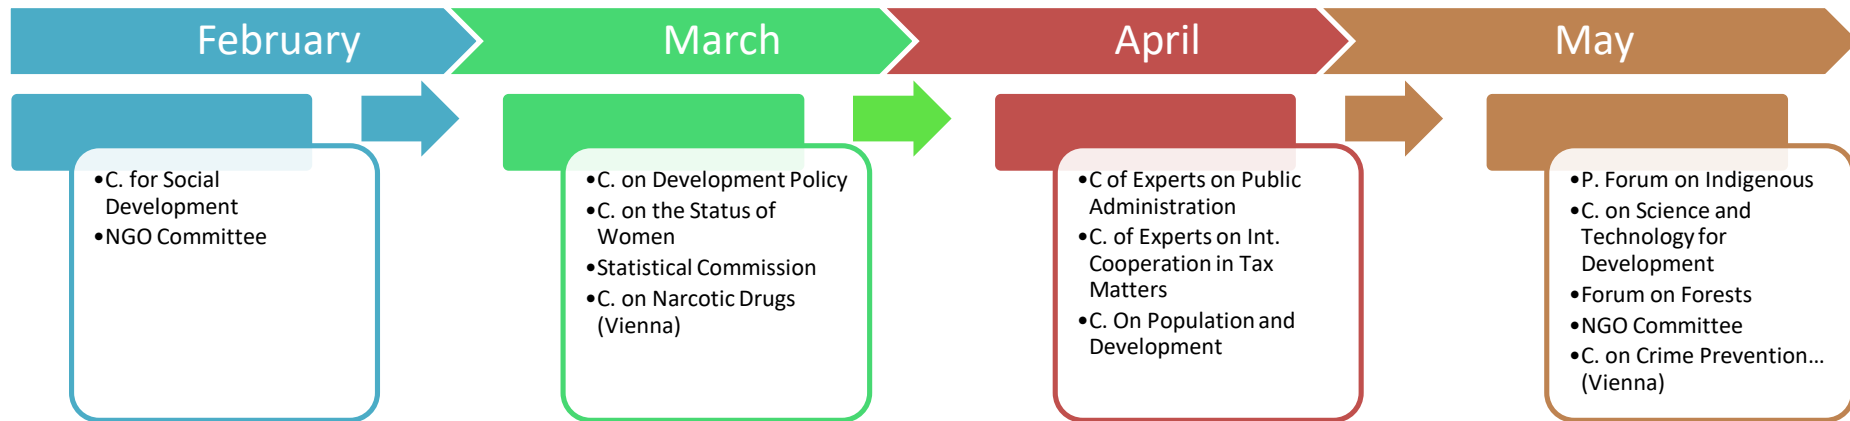 February
March
April
May
•C. for Social
Development
•NGO Committee
•C. on Development Policy
•C. on the Status of
Women
•Statistical Commission
•C. on Narcotic Drugs
(Vienna)
•C of Experts on Public
Administration
•C. of Experts on Int.
Cooperation in Tax
Matters
•C. On Population and
Development
•P. Forum on Indigenous
•C. on Science and
Technology for
Development
•Forum on Forests
•NGO Committee
•C. on Crime Prevention…
(Vienna)